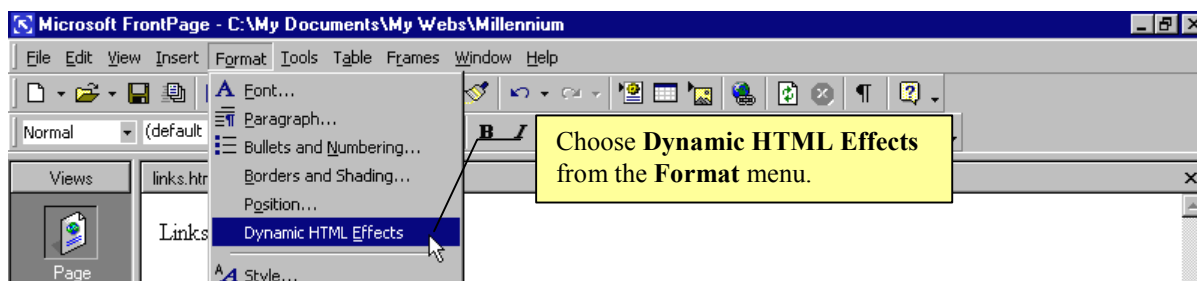 Microsoft FrontPage - C:\My Documents\My Webs\Millennium
File Edit View Insert Format Tools Table Frames Window Help
Font...
Normal (default
Paragraph...
B I
Bullets and Numbering...
Choose Dynamic HTML Effects
from the Format menu.
Views
links.htr
Borders and Shading...
Position...
Links
Dynamic HTML Effects
Page
Style...